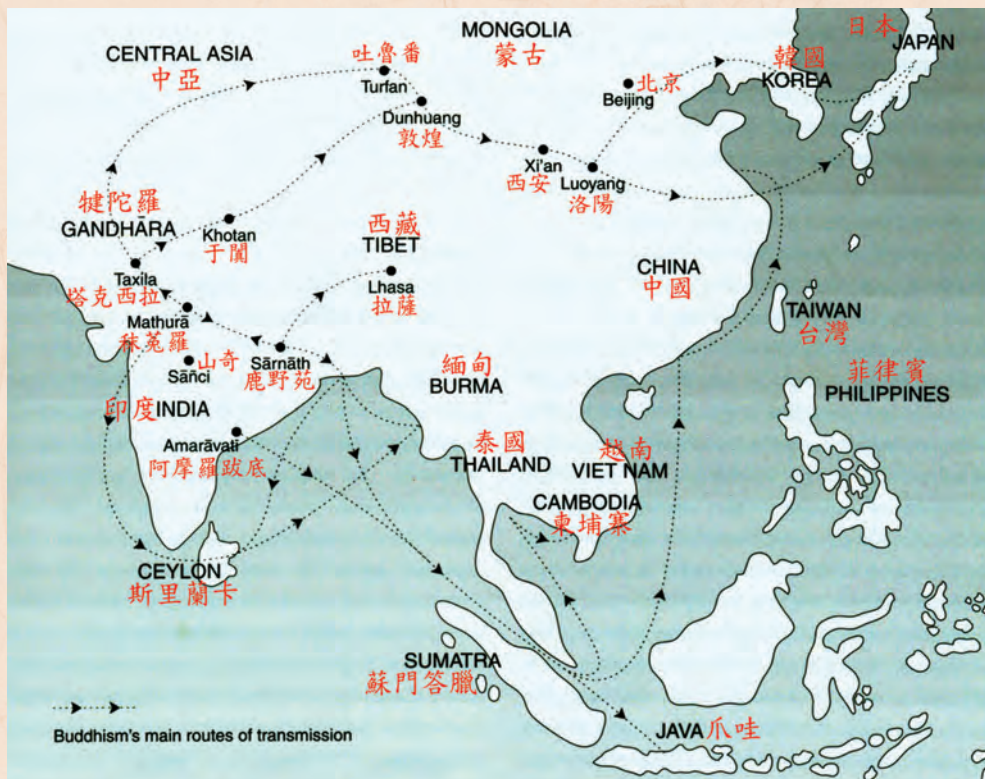 日本
JAPAN
MONGOLIA
蒙古
CENTRAL ASIA
中亞
吐魯番
Turfan
韓國
KOREA
北京
Beijing
Dunhuang
敦煌
Xi'an
西安
Luoyang
洛陽
犍陀羅
GANDHĀRA
Khotan
于闐
西藏
TIBET
Taxila
塔克西拉
Lhasa
拉薩
CHINA
中國
Mathurā
秣菟羅
TAIWAN
台灣
山奇
Sāñci
Sārnāth
鹿野苑
緬甸
BURMA
菲律賓
PHILIPPINES
印度 INDIA
Amarāvati
阿摩羅跋底
泰國
THAILAND
越南
VIET NAM
CAMBODIA
柬埔寨
CEYLON
斯里蘭卡
SUMATRA
蘇門答臘
JAVA 爪哇
Buddhism's main routes of transmission